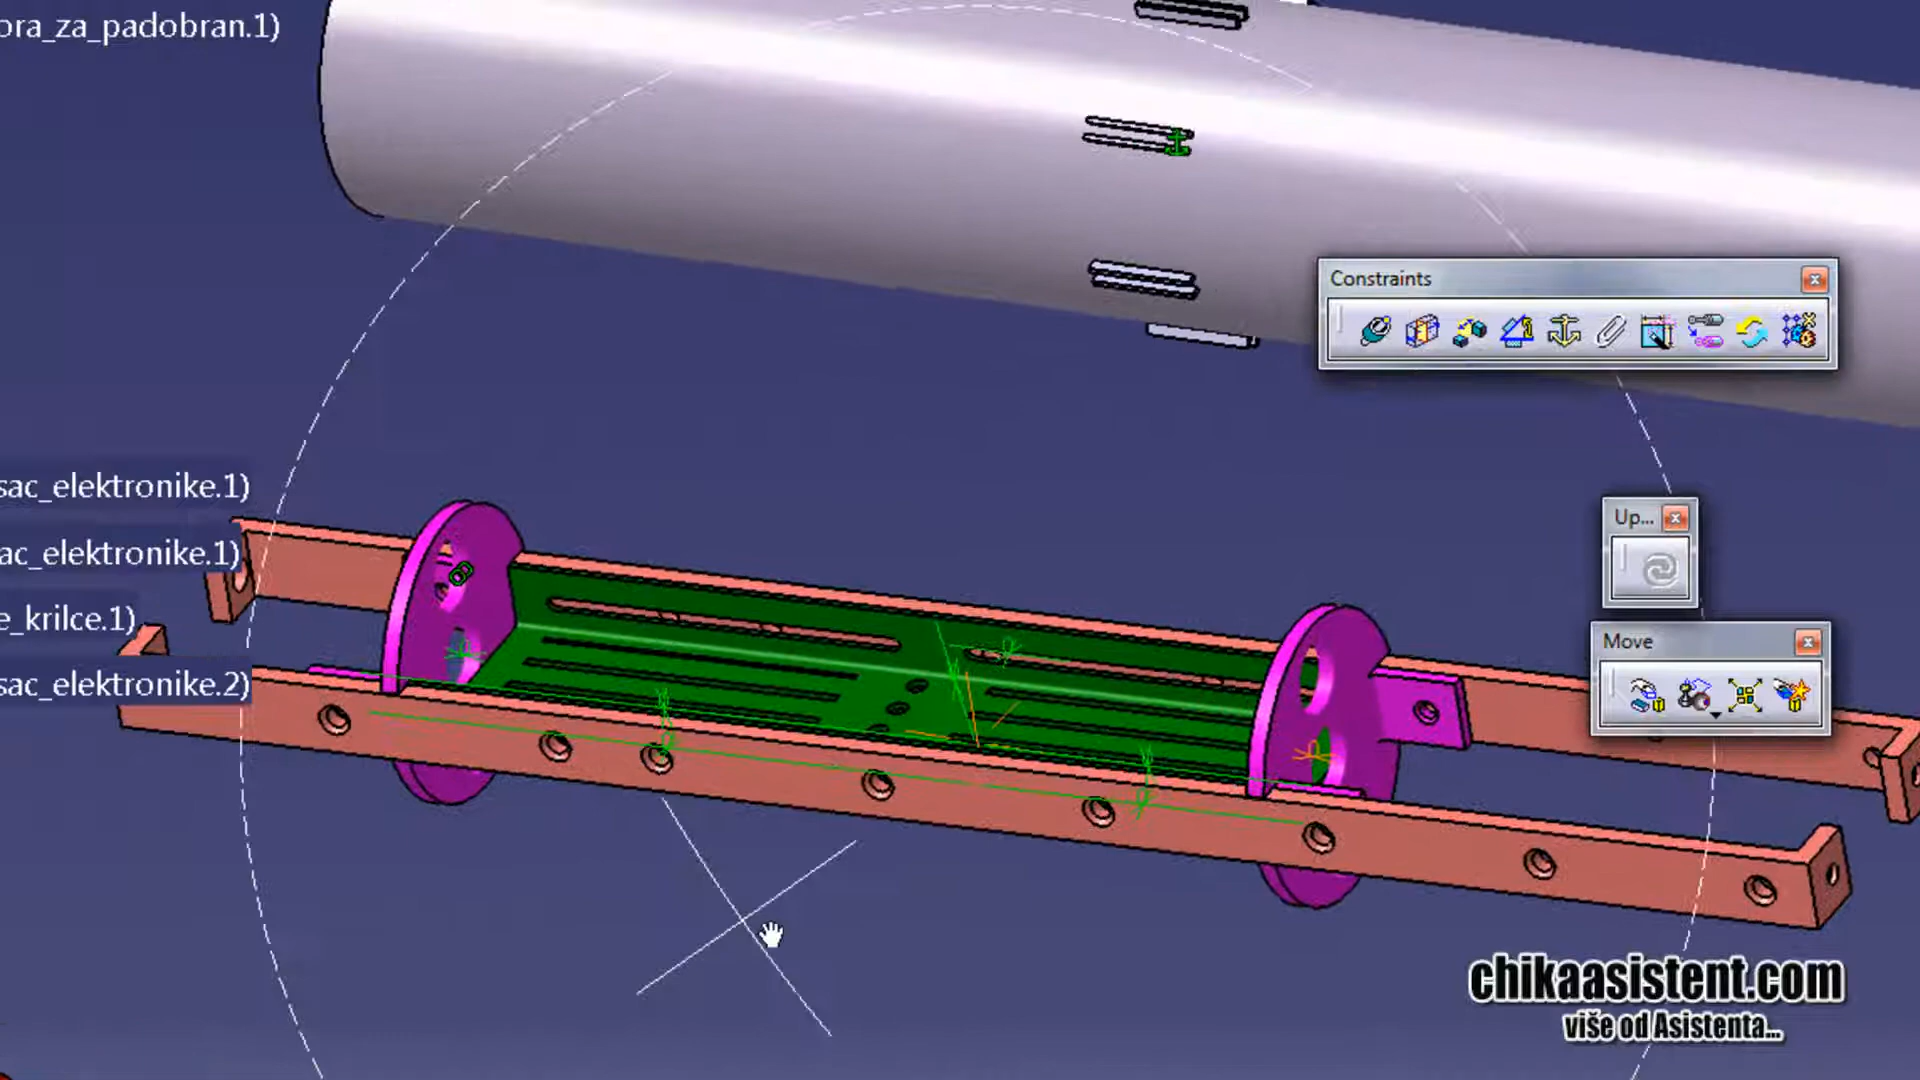 ora_za_padobran.1)
Constraints
sac_elektronike.1)
Up...
ac_elektronike.1)
e_krilce.1)
Move
sac_elektronike.2)
chikaasistent.com
više od Asistenta...